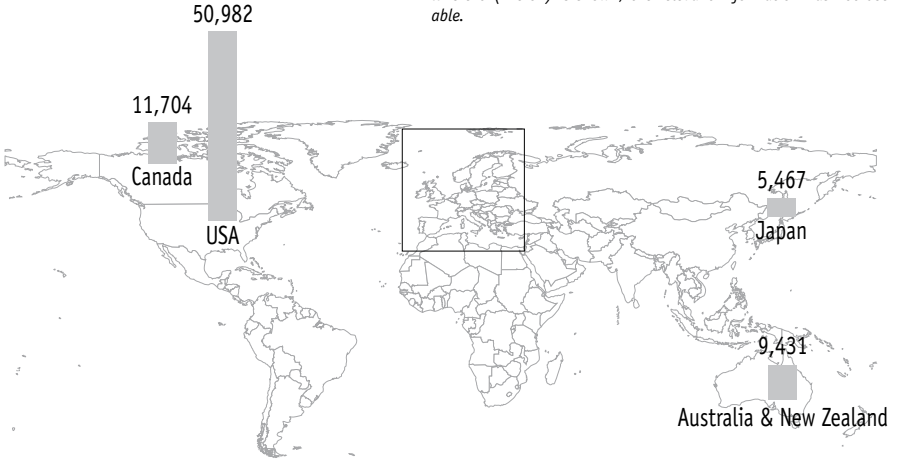 able.
50,982
11,704
Canada
USA
5,467
Japan
9,431
Australia & New Zealand